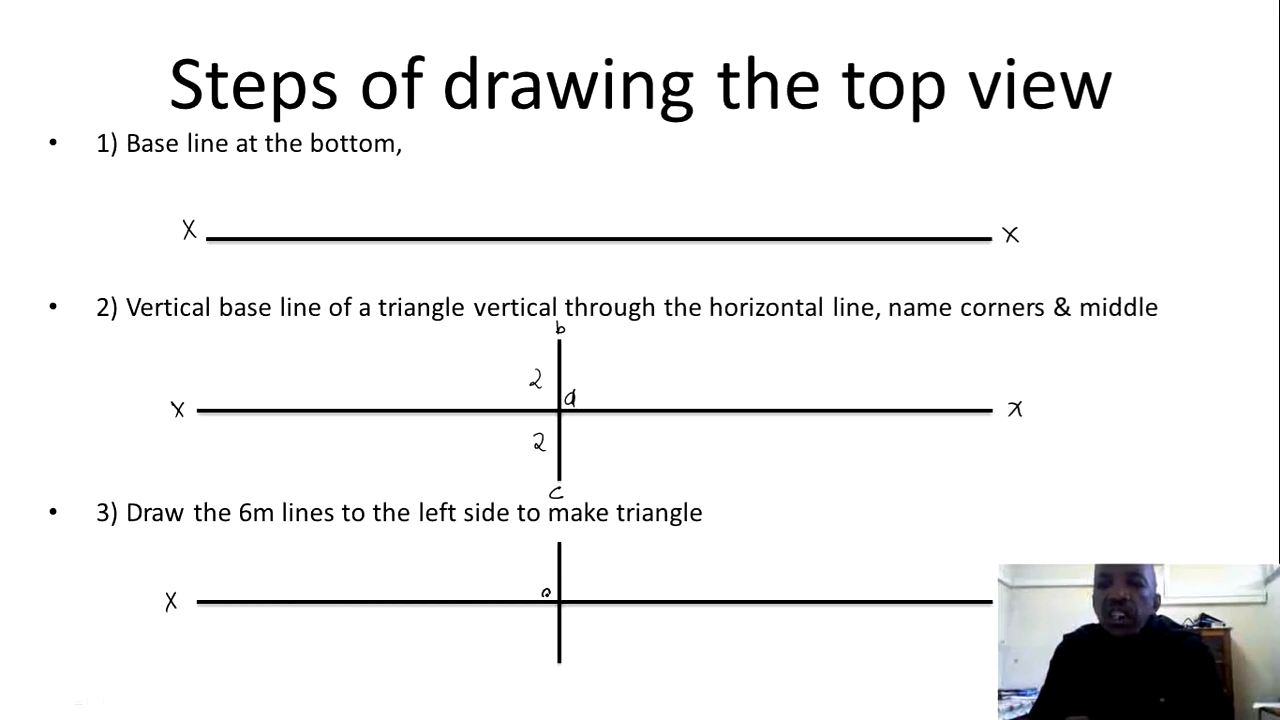 Steps of drawing the top view
• 1) Base line at the bottom,
x x
• 2) Vertical base line of a triangle vertical through the horizontal line, name corners & middle
b
2
d
x x
2
c
• 3) Draw the 6m lines to the left side to make triangle
x